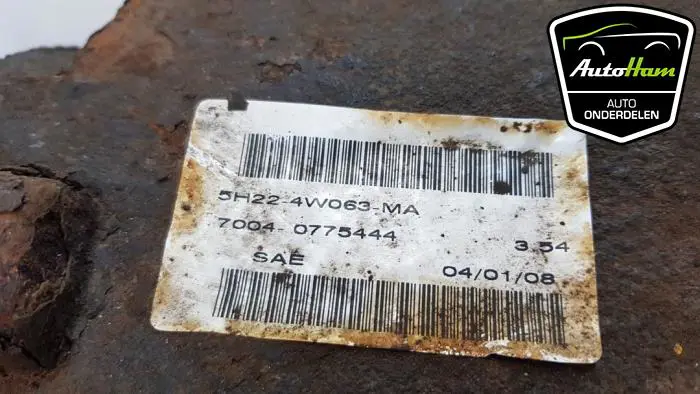 AutoHam
AUTO
ONDERDELEN
5H22-4W063-MA
7004 0775444 3.54
SAE 04/01/08